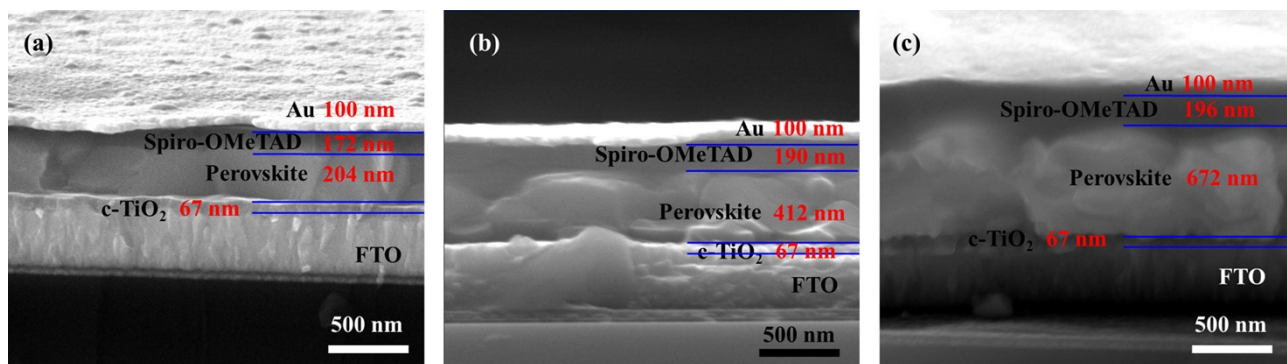 (a)
Au 100 nm
Spiro-OMeTAD 172 nm
Perovskite 204 nm
c-TiO₂ 67 nm
FTO
500 nm
(b)
Au 100 nm
Spiro-OMeTAD 190 nm
Perovskite 412 nm
c-TiO₂ 67 nm
FTO
500 nm
(c)
Au 100 nm
Spiro-OMeTAD 196 nm
Perovskite 672 nm
c-TiO₂ 67 nm
FTO
500 nm